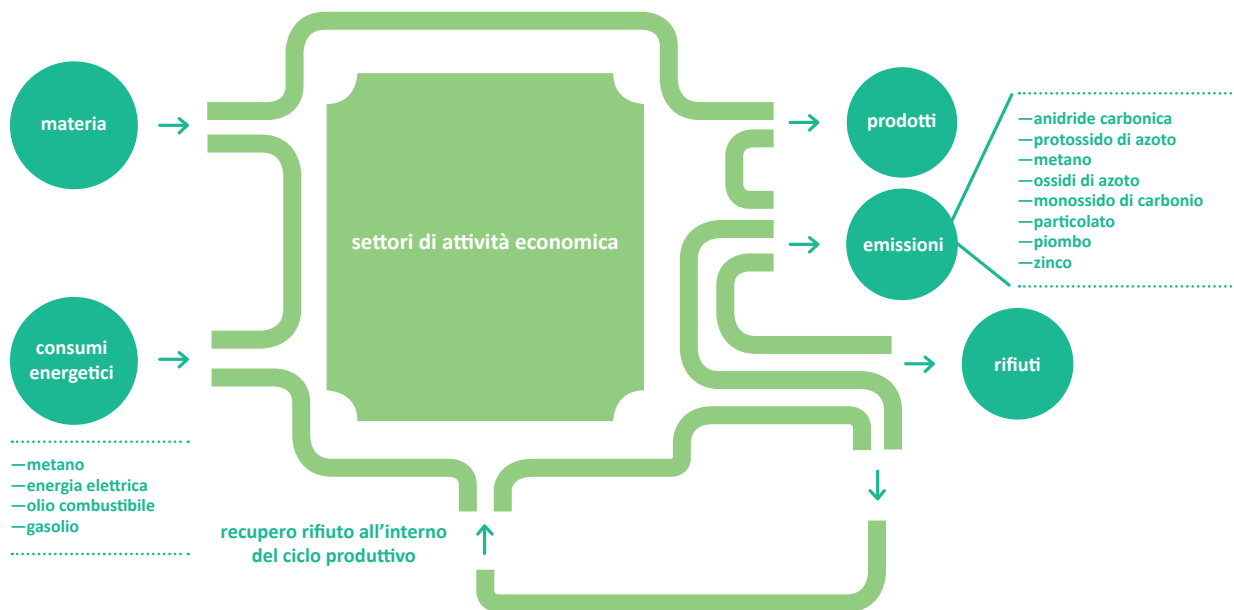 materia
consumi
energetici
—metano
—energia elettrica
—olio combustibile
—gasolio
settori di attività economica
recupero rifiuto all’interno
del ciclo produttivo
prodotti
emissioni
—anidride carbonica
—protossido di azoto
—metano
—ossidi di azoto
—monossido di carbonio
—particolato
—piombo
—zinco
rifiuti